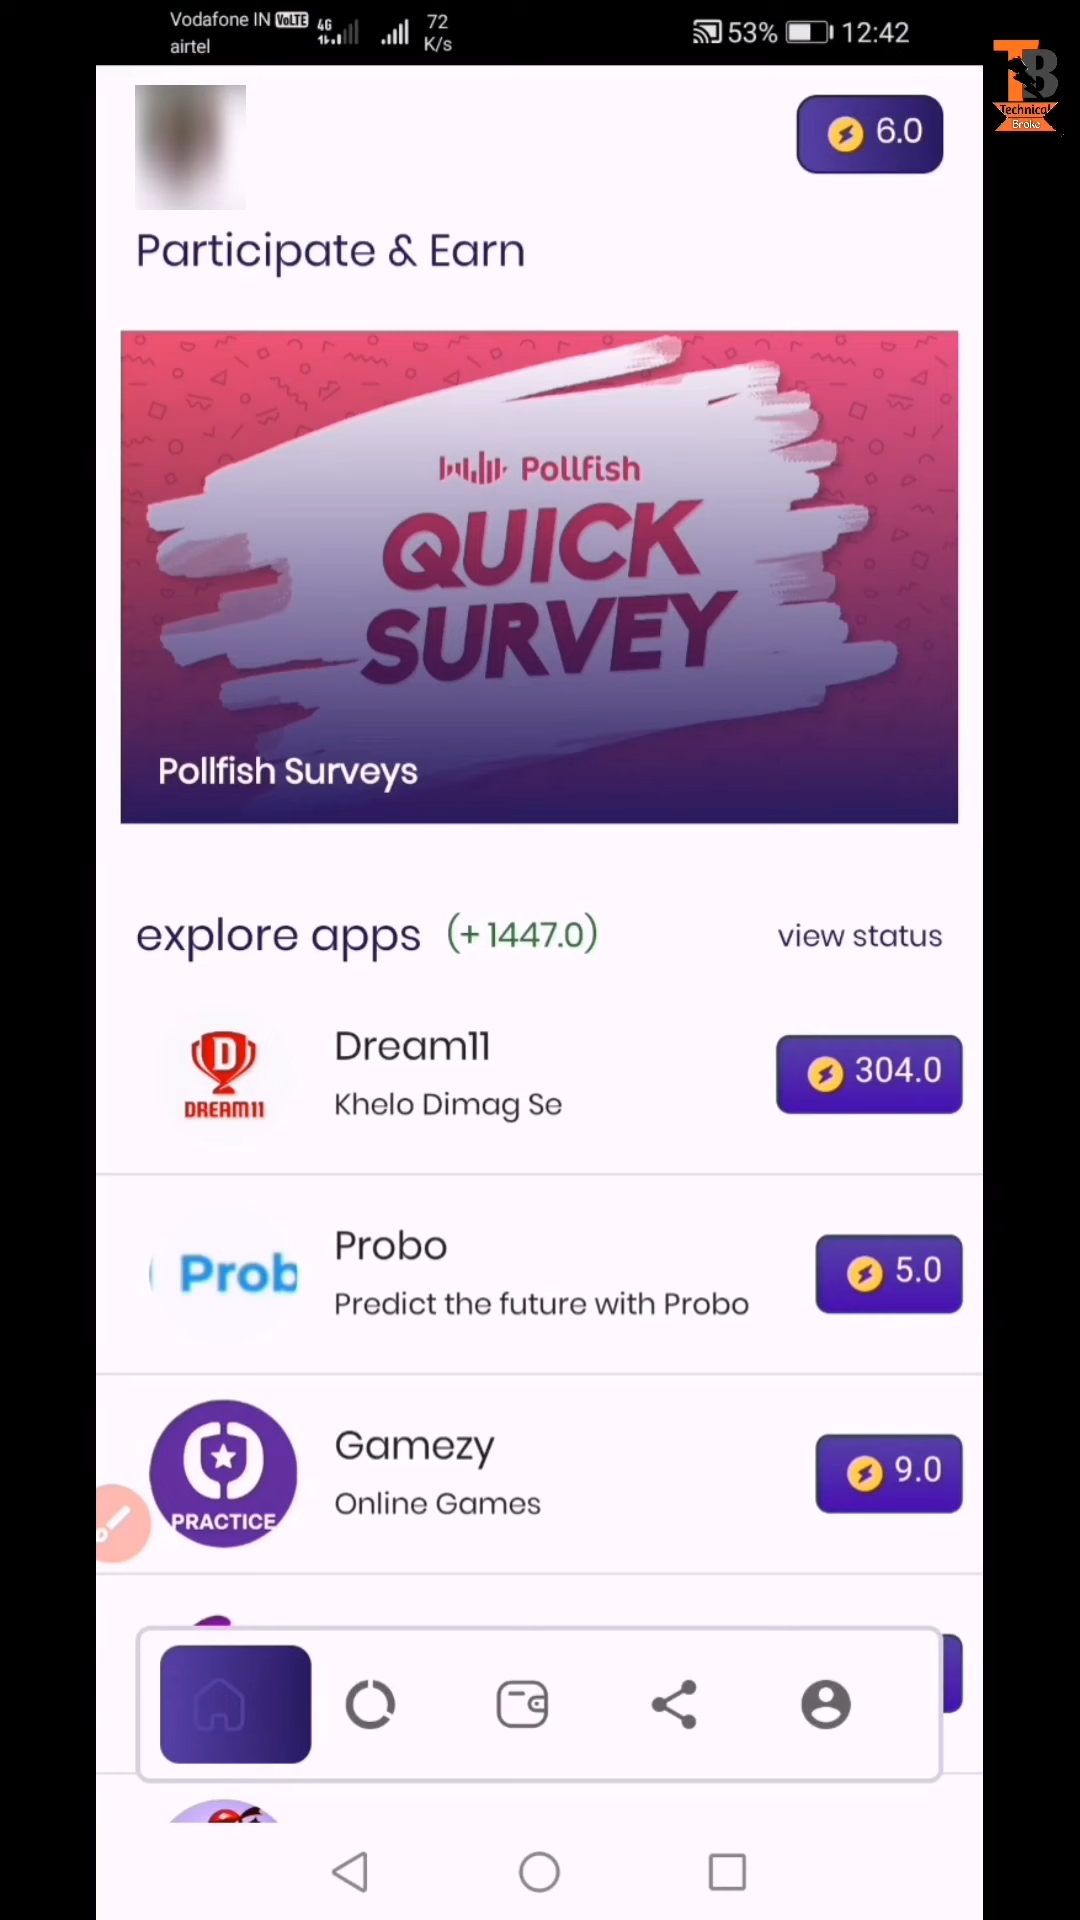 Vodafone IN VoLTE
airtel
4G
72
K/s
53%
12:42
TB
Technical
Broke
6.0
Participate & Earn
Pollfish
QUICK
SURVEY
Pollfish Surveys
explore apps (+ 1447.0) view status
DREAM11
Dream11
Khelo Dimag Se
304.0
Prob
Probo
Predict the future with Probo
5.0
PRACTICE
Gamezy
Online Games
9.0